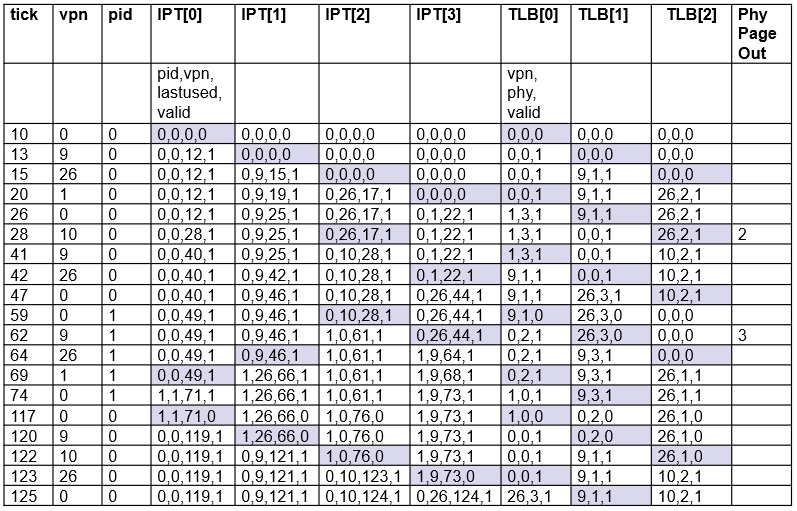 tick vpn pid IPT[0] IPT[1] IPT[2] IPT[3] TLB[0] TLB[1] TLB[2] Phy Page Out
pid,vpn, lastused, valid vpn, phy, valid
10 0 0 0,0,0,0 0,0,0,0 0,0,0,0 0,0,0,0 0,0,0 0,0,0 0,0,0
13 9 0 0,0,12,1 0,0,0,0 0,0,0,0 0,0,0,0 0,0,1 0,0,0 0,0,0
15 26 0 0,0,12,1 0,9,15,1 0,0,0,0 0,0,0,0 0,0,1 9,1,1 0,0,0
20 1 0 0,0,12,1 0,9,19,1 0,26,17,1 0,0,0,0 0,0,1 9,1,1 26,2,1
26 0 0 0,0,12,1 0,9,25,1 0,26,17,1 0,1,22,1 1,3,1 9,1,1 26,2,1
28 10 0 0,0,28,1 0,9,25,1 0,26,17,1 0,1,22,1 1,3,1 0,0,1 26,2,1 2
41 9 0 0,0,40,1 0,9,25,1 0,10,28,1 0,1,22,1 1,3,1 0,0,1 10,2,1
42 26 0 0,0,40,1 0,9,42,1 0,10,28,1 0,1,22,1 9,1,1 0,0,1 10,2,1
47 0 0 0,0,40,1 0,9,46,1 0,10,28,1 0,26,44,1 9,1,1 26,3,1 10,2,1
59 0 1 0,0,49,1 0,9,46,1 0,10,28,1 0,26,44,1 9,1,0 26,3,0 0,0,0
62 9 1 0,0,49,1 0,9,46,1 1,0,61,1 0,26,44,1 0,2,1 26,3,0 0,0,0 3
64 26 1 0,0,49,1 0,9,46,1 1,0,61,1 1,9,64,1 0,2,1 9,3,1 0,0,0
69 1 1 0,0,49,1 1,26,66,1 1,0,61,1 1,9,68,1 0,2,1 9,3,1 26,1,1
74 0 1 1,1,71,1 1,26,66,1 1,0,61,1 1,9,73,1 1,0,1 9,3,1 26,1,1
117 0 0 1,1,71,0 1,26,66,0 1,0,76,0 1,9,73,1 1,0,0 0,2,0 26,1,0
120 9 0 0,0,119,1 1,26,66,0 1,0,76,0 1,9,73,1 0,0,1 0,2,0 26,1,0
122 10 0 0,0,119,1 0,9,121,1 1,0,76,0 1,9,73,1 0,0,1 9,1,1 26,1,0
123 26 0 0,0,119,1 0,9,121,1 0,10,123,1 1,9,73,0 0,0,1 9,1,1 10,2,1
125 0 0 0,0,119,1 0,9,121,1 0,10,124,1 0,26,124,1 26,3,1 9,1,1 10,2,1